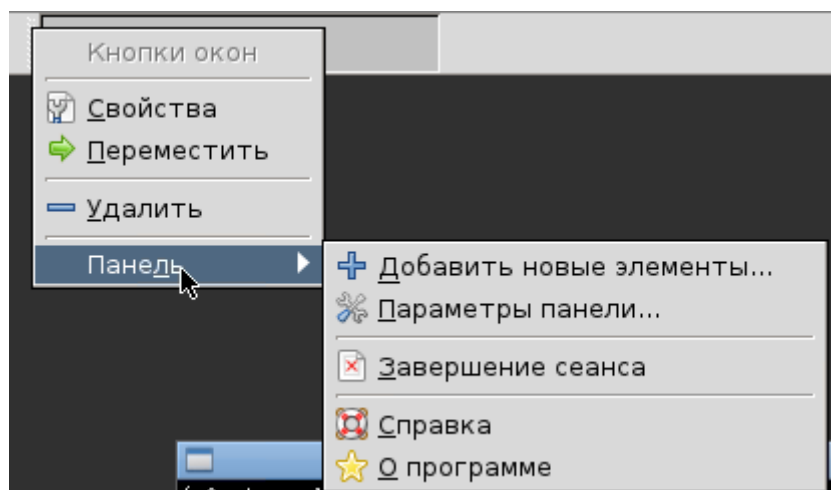 Кнопки окон
Свойства
Переместить
Удалить
Панель
Добавить новые элементы...
Параметры панели...
Завершение сеанса
Справка
О программе